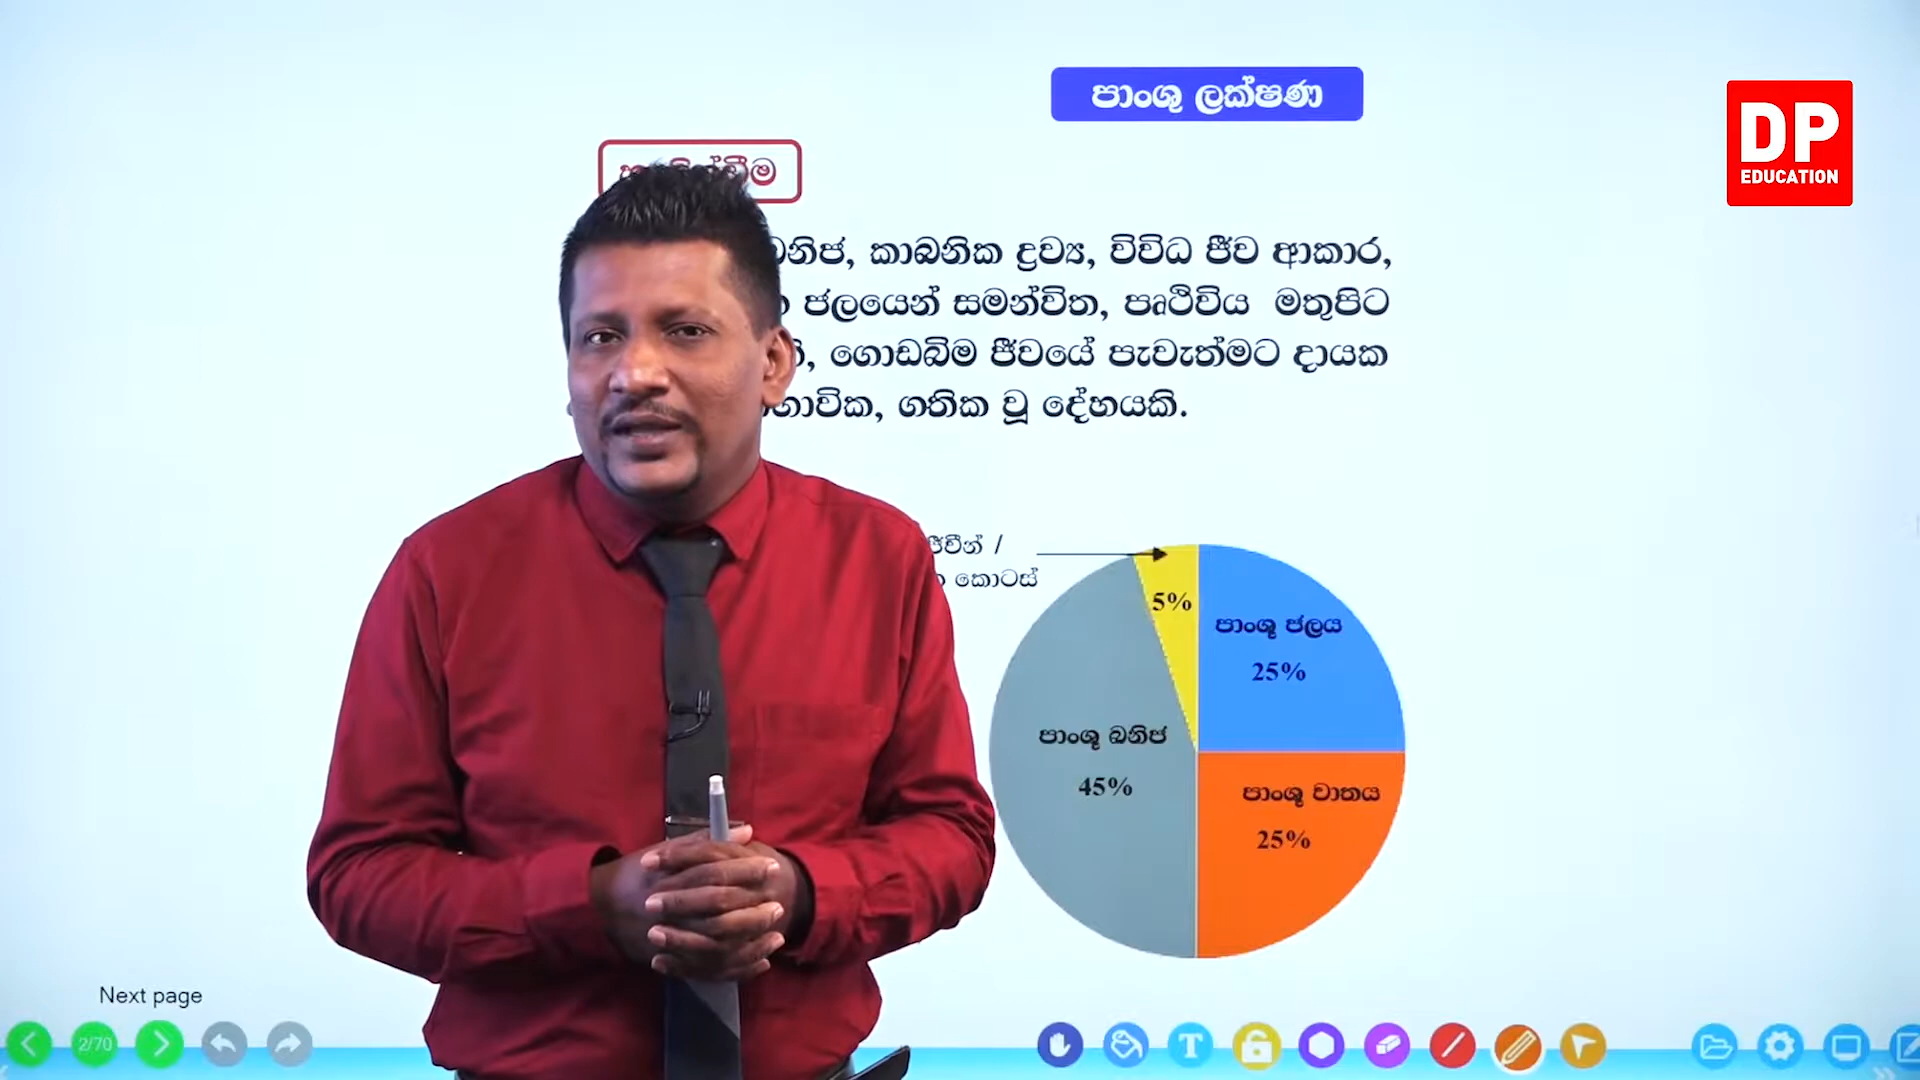 පාංශු ලක්ෂණ
DP
EDUCATION
ඛනිජ, කාබනික ද්‍රව්‍ය, විවිධ ජීව ආකාර,
ජලයෙන් සමන්විත, පෘථිවිය මතුපිට
ගොඩබිම ජීවයේ පැවැත්මට දායක
ගතික වූ දේහයකි.
/
කොටස්
5%
පාංශු ජලය
25%
පාංශු ඛනිජ
45%
පාංශු වාතය
25%
Next page
2/70
T